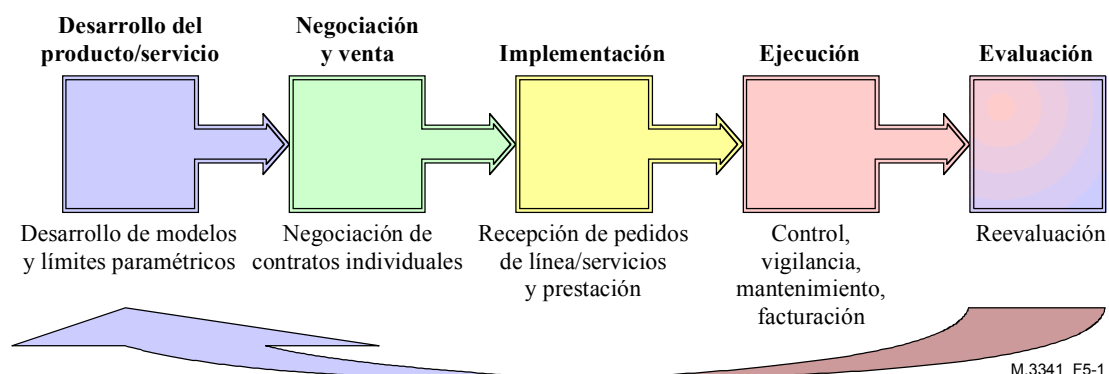 Desarrollo del
producto/servicio
Negociación
y venta
Implementación
Ejecución
Evaluación
Desarrollo de modelos
y límites paramétricos
Negociación de
contratos individuales
Recepción de pedidos
de línea/servicios
y prestación
Control,
vigilancia,
mantenimiento,
facturación
Reevaluación
M.3341_F5-1